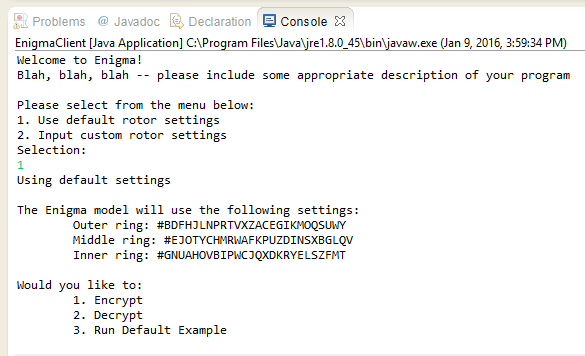 Problems @ Javadoc Declaration Console
EnigmaClient [Java Application] C:\Program Files\Java\jre1.8.0_45\bin\javaw.exe (Jan 9, 2016, 3:59:34 PM)
Welcome to Enigma!
Blah, blah, blah -- please include some appropriate description of your program
Please select from the menu below:
1. Use default rotor settings
2. Input custom rotor settings
Selection:
1
Using default settings
The Enigma model will use the following settings:
Outer ring: #BDFHJLNPRTVXZACEGIKMOQSUWY
Middle ring: #EJOTYCHMRWAFKPUZDINSXBGLQV
Inner ring: #GNUAHOVBIPWCJQXDKRYELSZFMT
Would you like to:
1. Encrypt
2. Decrypt
3. Run Default Example